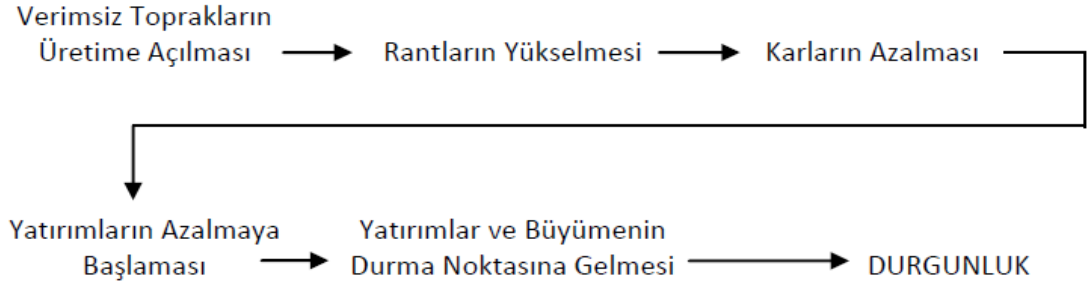 Verimsiz Toprakların
Üretime Açılması
Rantların Yükselmesi
Karların Azalması
Yatırımların Azalmaya
Başlaması
Yatırımlar ve Büyümenin
Durma Noktasına Gelmesi
DURGUNLUK